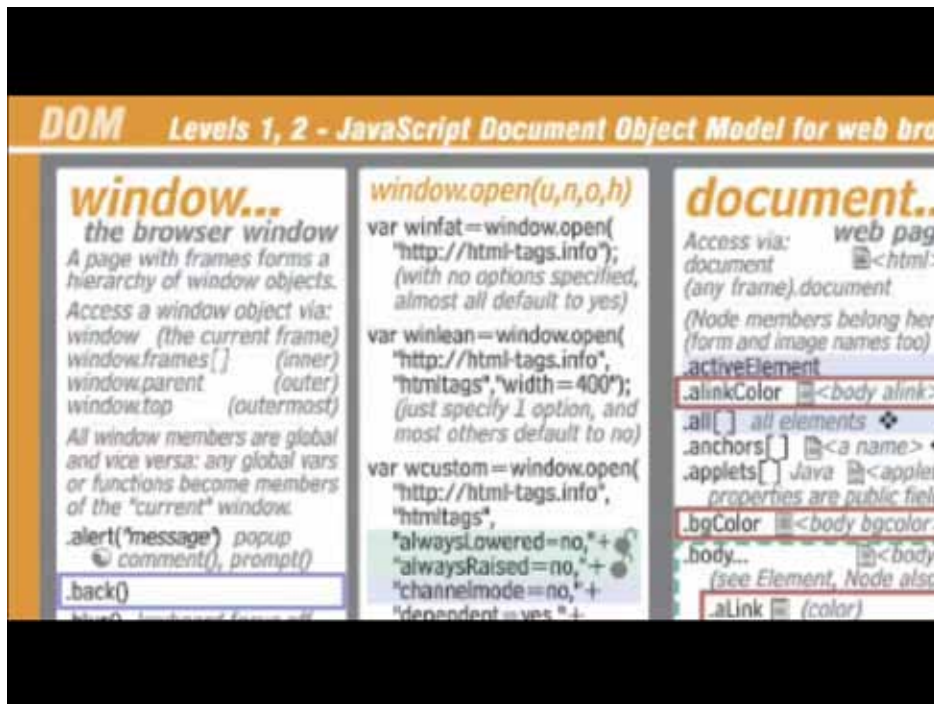 DOM Levels 1, 2 - JavaScript Document Object Model for web bro
window...
the browser window
A page with frames forms a
hierarchy of window objects.
Access a window object via:
window (the current frame)
window.frames[ ] (inner)
window.parent (outer)
window.top (outermost)
All window members are global
and vice versa: any global vars
or functions become members
of the "current" window.
.alert("message") popup
comment(), prompt()
.back()
.blur() keyboard focus off
window.open(u,n,o,h)
var winfat=window.open(
"http://html-tags.info");
(with no options specified,
almost all default to yes)
var winlean=window.open(
"http://html-tags.info",
"htmltags","width=400");
(just specify 1 option, and
most others default to no)
var wcustom=window.open(
"http://html-tags.info",
"htmltags",
"alwaysLowered=no,"+
"alwaysRaised=no,"+
"channelmode=no,"+
"dependent=yes,"+
document..
web pag
Access via:
document <html>
(any frame).document
(Node members belong her
(form and image names too)
.activeElement
.alinkColor <body alink>
.all[ ] all elements ❖
.anchors[ ] <a name>
.applets[ ] Java <applet
properties are public fiel
.bgColor <body bgcolor>
.body... <body
(see Element, Node also
.aLink (color)